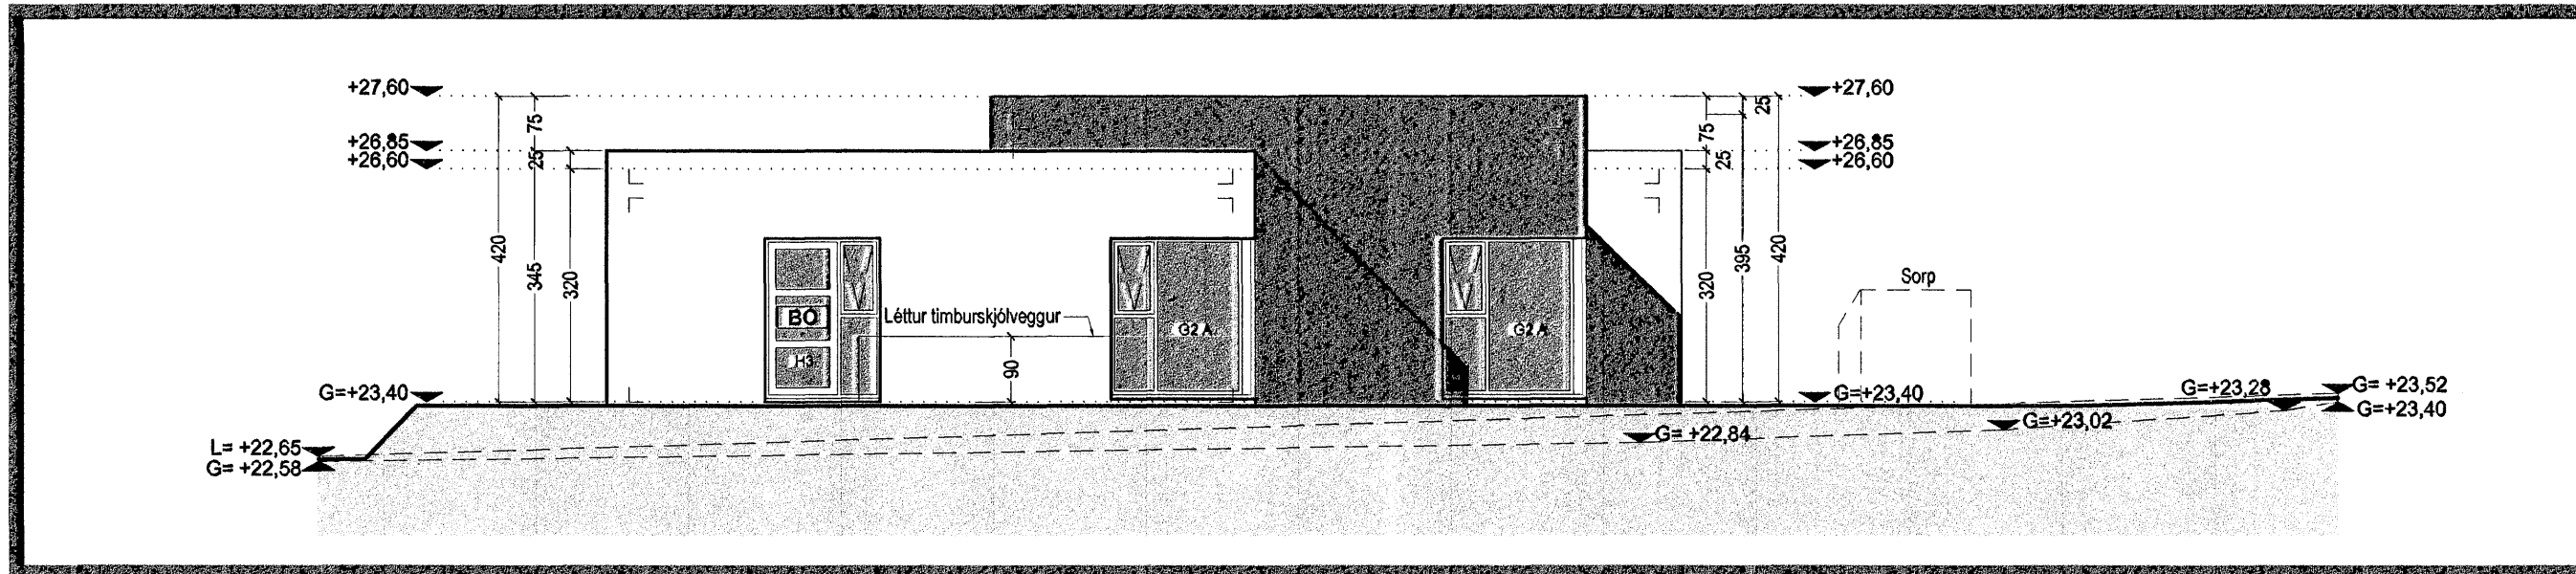 +27,60
+27,60
25
75
75
+26,85
+26,85
25
+26,60
25
+26,60
420
345
320
320
395
420
Sorp
BO
Léttur timburskjólveggur
G2 A
G2 A
H3
90
G=+23,40
G=+23,40
G=+23,28
G= +23,52
G=+23,40
G=+23,02
G= +22,84
L= +22,65
G= +22,58